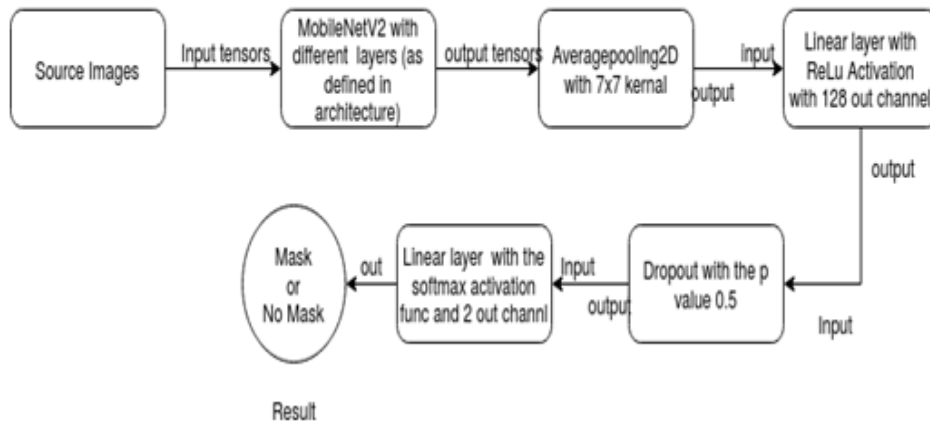 Source Images
Input tensors
MobileNetV2 with
different layers (as
defined in
architecture)
output tensors
Averagepooling2D
with 7x7 kernal
output
input
Linear layer with
ReLu Activation
with 128 out channel
output
Input
Dropout with the p
value 0.5
output
Input
Linear layer with the
softmax activation
func and 2 out channl
out
Mask
or
No Mask
Result